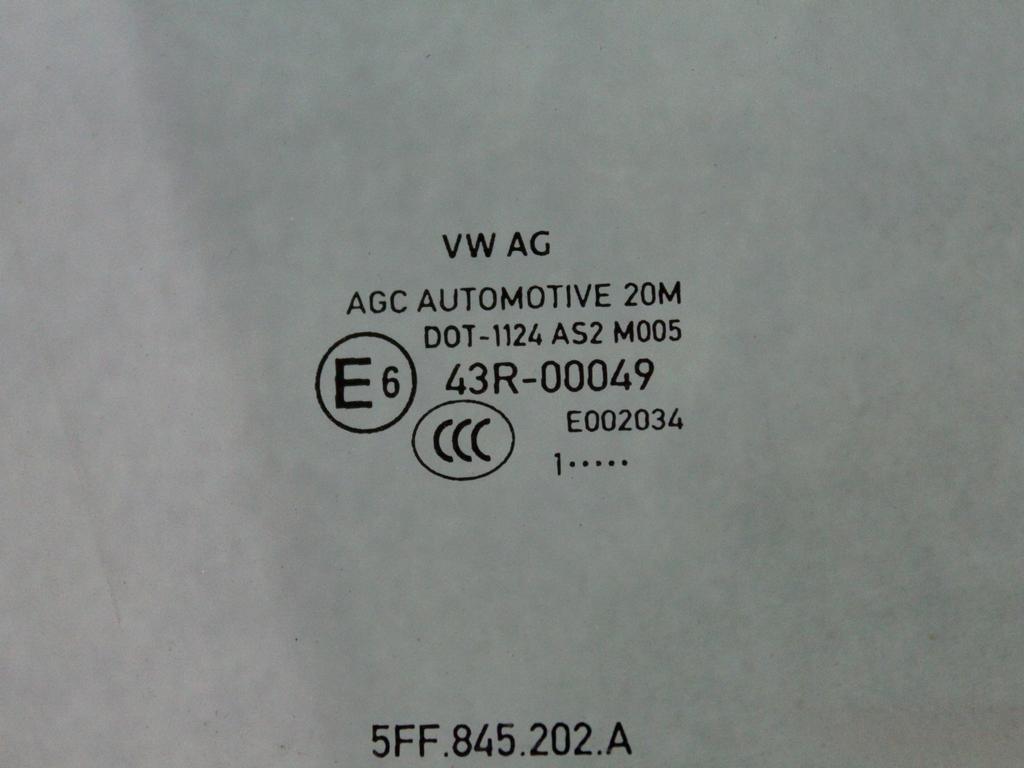 VW AG
AGC AUTOMOTIVE 20M
DOT-1124 AS2 M005
E6 43R-00049
CCC E002034
1·····
5FF.845.202.A